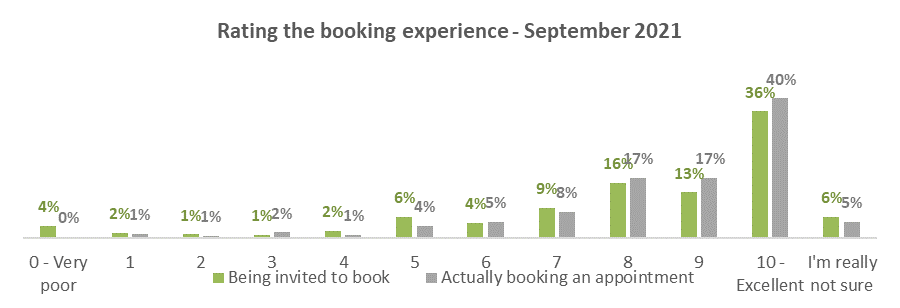 Rating the booking experience - September 2021
4% 0% 2% 1% 1% 1% 1% 2% 2% 1% 6% 4% 4% 5% 9% 8% 16% 17% 13% 17% 36% 40% 6% 5%
0 - Very poor 1 2 3 4 5 6 7 8 9 10 - Excellent I'm really not sure
Being invited to book Actually booking an appointment